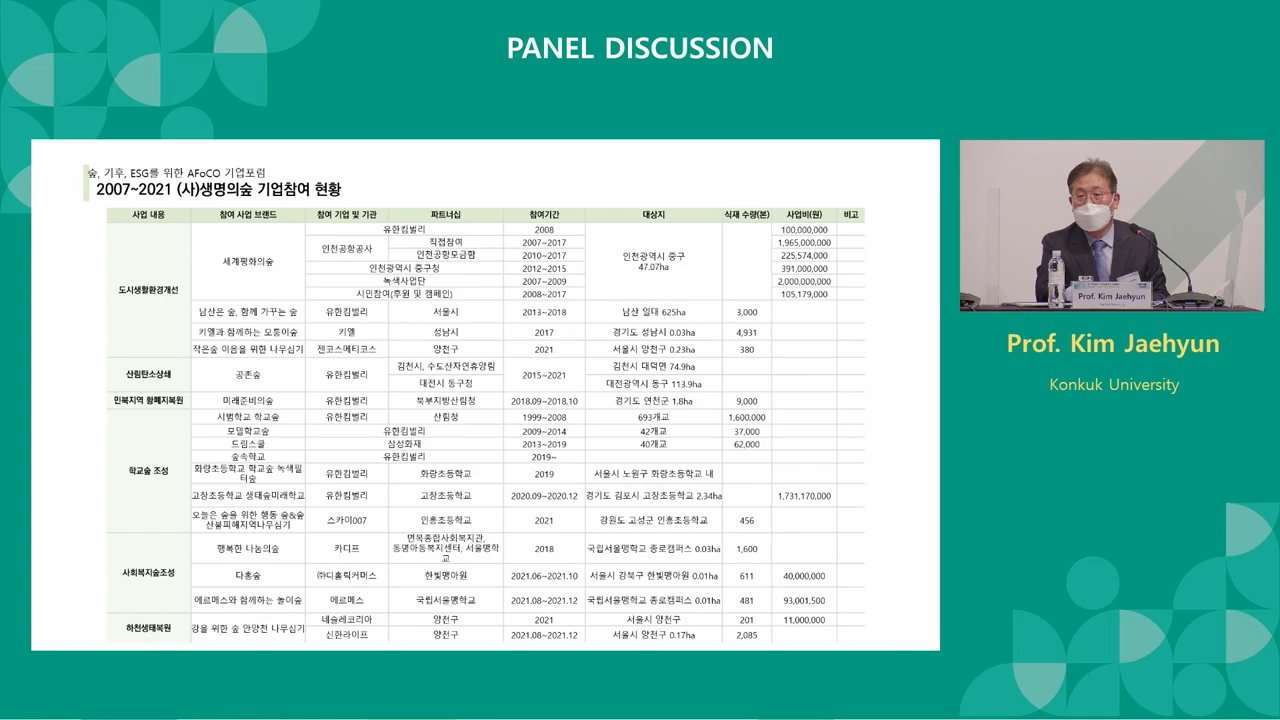 PANEL DISCUSSION
숲, 기후, ESG를 위한 AFoCO 기업포럼
2007~2021 (사)생명의숲 기업참여 현황
사업 내용 참여 사업 브랜드 참여 기업 및 기관 파트너십 참여기간 대상지 식재 수량(본) 사업비(원) 비고
도시생활환경개선 세계평화의숲 유한킴벌리 2008 인천광역시 중구 47.07ha 100,000,000
인천공항공사 직접참여 2007~2017 1,965,000,000
인천공항모금함 2010~2017 225,574,000
인천광역시 중구청 2012~2015 391,000,000
녹색사업단 2007~2009 2,000,000,000
시민참여(후원 및 캠페인) 2008~2017 105,179,000
남산은 숲, 함께 가꾸는 숲 유한킴벌리 서울시 2013~2018 남산 일대 625ha 3,000
키엘과 함께하는 모퉁이숲 키엘 성남시 2017 경기도 성남시 0.03ha 4,931
작은숲 이음을 위한 나무심기 젠코스메티코스 양천구 2021 서울시 양천구 0.23ha 380
산림탄소상쇄 공존숲 유한킴벌리 김천시, 수도산자연휴양림 2015~2021 김천시 대덕면 74.9ha
대전시 동구청 대전광역시 동구 113.9ha
민북지역 황폐지복원 미래준비의숲 유한킴벌리 북부지방산림청 2018.09~2018.10 경기도 연천군 1.8ha 9,000
학교숲 조성 시범학교 학교숲 유한킴벌리 산림청 1999~2008 693개교 1,600,000
모델학교숲 유한킴벌리 2009~2014 42개교 37,000
드림스쿨 삼성화재 2013~2019 40개교 62,000
숲속학교 유한킴벌리 2019~
화랑초등학교 학교숲 녹색필
터숲 유한킴벌리 화랑초등학교 2019 서울시 노원구 화랑초등학교 내
고창초등학교 생태숲미래학교 유한킴벌리 고창초등학교 2020.09~2020.12 경기도 김포시 고창초등학교 2.34ha 1,731,170,000
오늘은 숲을 위한 행동 숲&숲
산불피해지역나무심기 스카이007 인흥초등학교 2021 강원도 고성군 인흥초등학교 456
사회복지숲조성 행복한 나눔의숲 카디프 면목종합사회복지관,
동명아동복지센터, 서울맹학
교 2018 국립서울맹학교 종로캠퍼스 0.03ha 1,600
다홍숲 ㈜디홀릭커머스 한빛맹아원 2021.06~2021.10 서울시 강북구 한빛맹아원 0.01ha 611 40,000,000
에르메스와 함께하는 놀이숲 에르메스 국립서울맹학교 2021.08~2021.12 국립서울맹학교 종로캠퍼스 0.01ha 481 93,001,500
하천생태복원 강을 위한 숲 안양천 나무심기 네슬레코리아 양천구 2021 서울시 양천구 201 11,000,000
신한라이프 양천구 2021.08~2021.12 서울시 양천구 0.17ha 2,085
Prof. Kim Jaehyun
Prof. Kim Jaehyun
Konkuk University